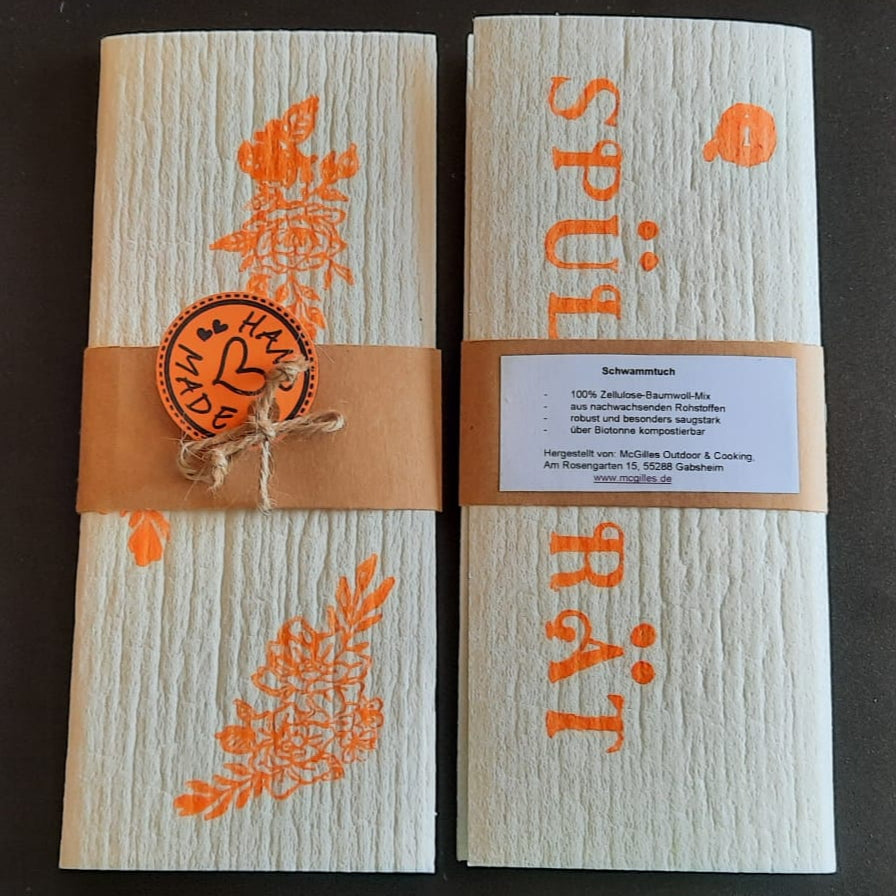 HAND
MADE
SPÜL
RÄT
1
Schwammtuch
- 100% Zellulose-Baumwoll-Mix
- aus nachwachsenden Rohstoffen
- robust und besonders saugstark
- über Biotonne kompostierbar
Hergestellt von: McGilles Outdoor & Cooking,
Am Rosengarten 15, 55288 Gabsheim
www.mcgilles.de